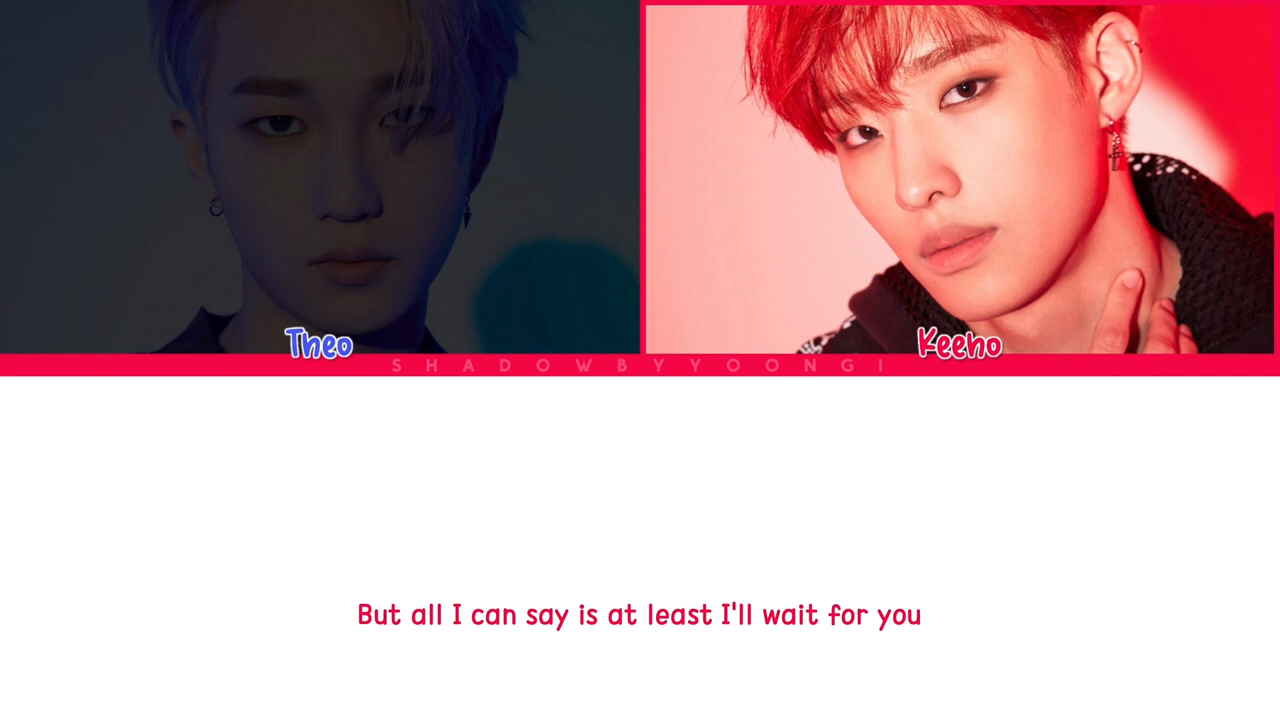 Theo
Keeho
SHADOWBYYOONGI
But all I can say is at least I'll wait for you